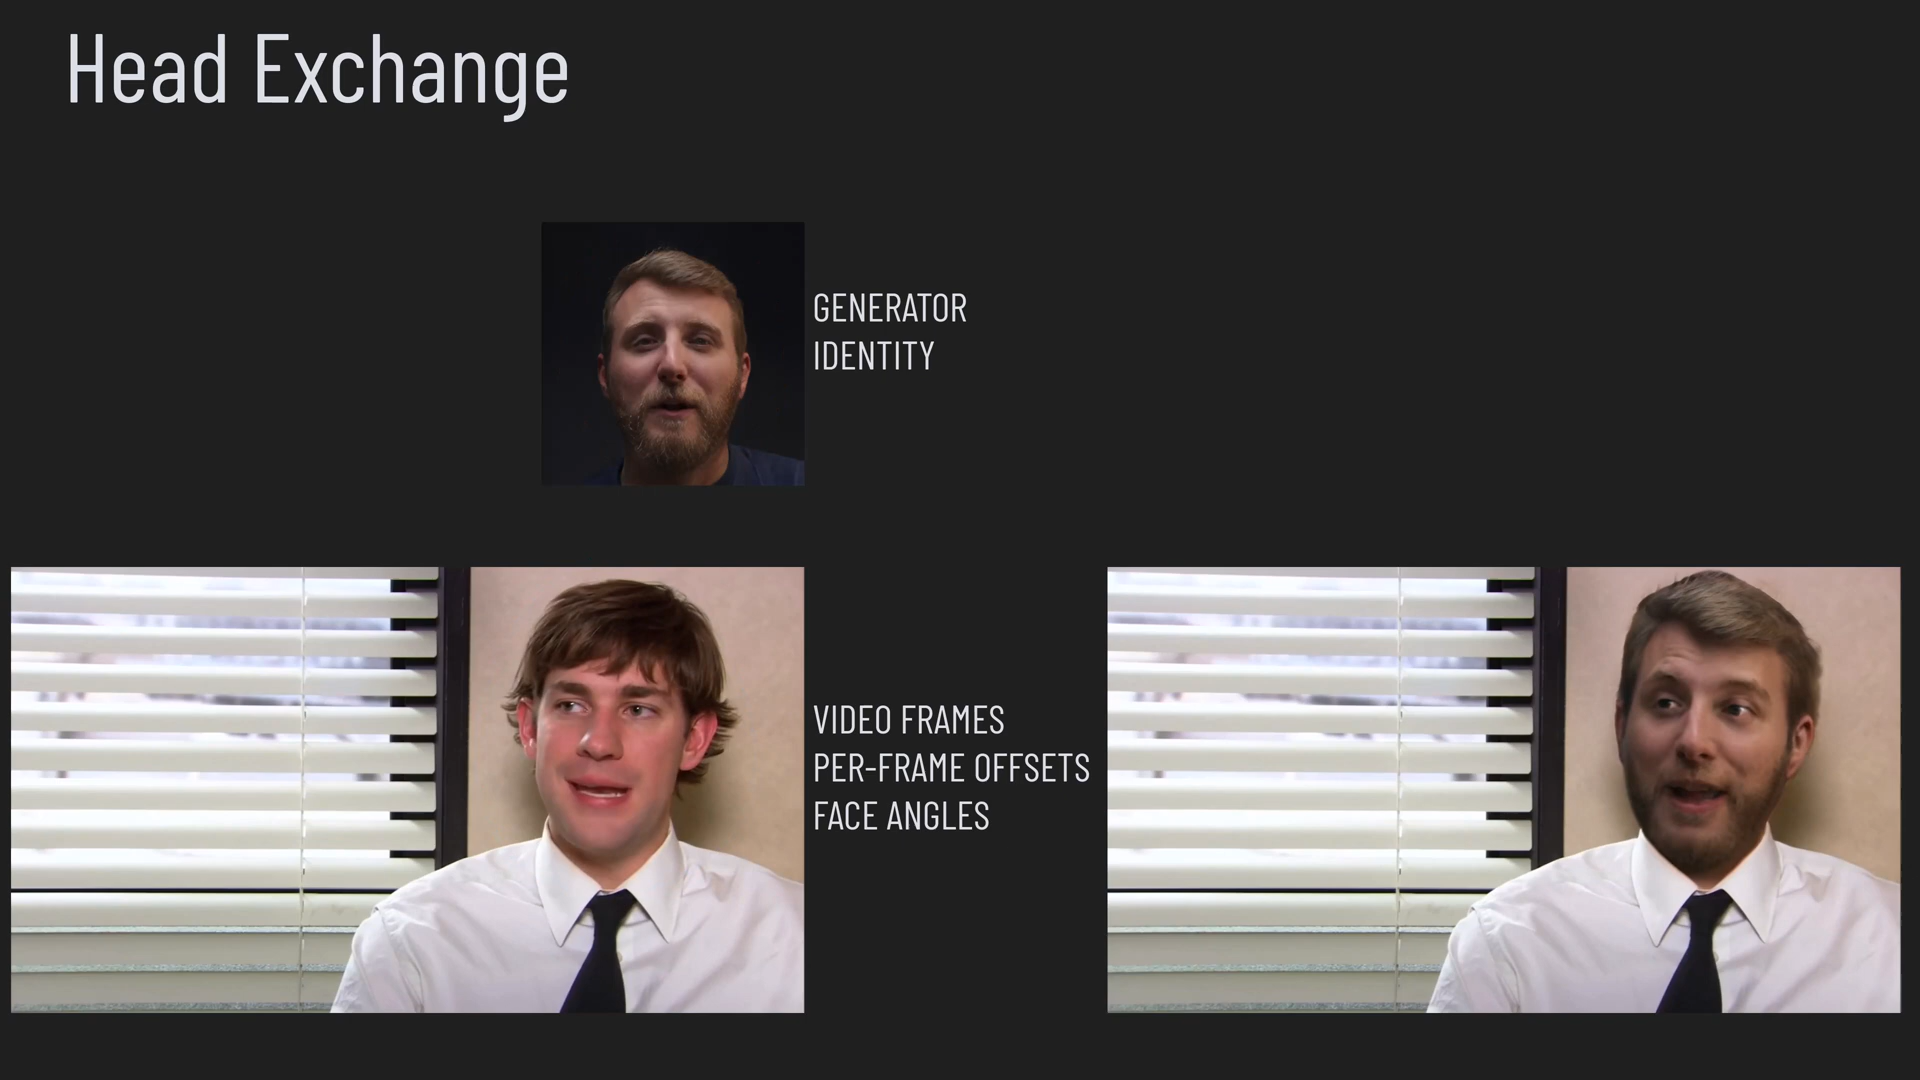 Head Exchange
GENERATOR
IDENTITY
VIDEO FRAMES
PER-FRAME OFFSETS
FACE ANGLES